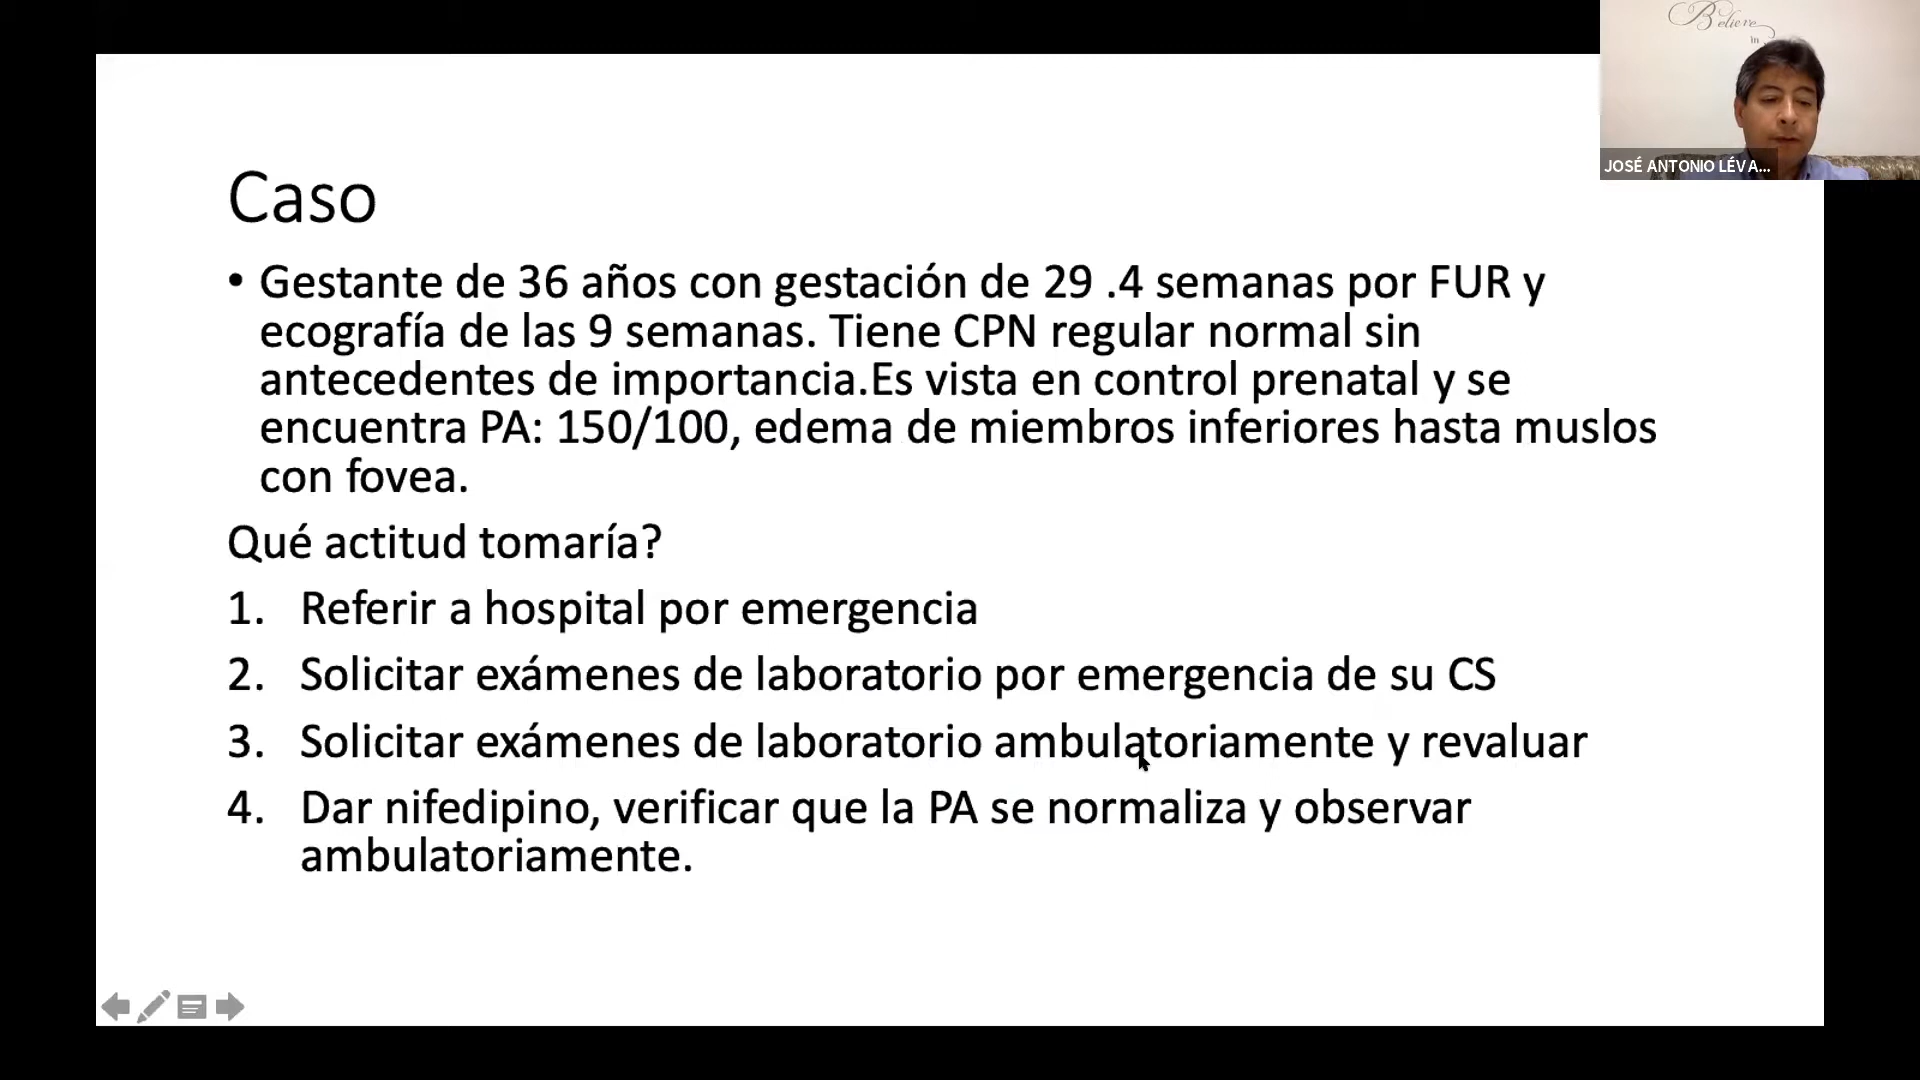 Believe
in
JOSÉ ANTONIO LÉVA...
Caso
• Gestante de 36 años con gestación de 29 .4 semanas por FUR y
ecografía de las 9 semanas. Tiene CPN regular normal sin
antecedentes de importancia.Es vista en control prenatal y se
encuentra PA: 150/100, edema de miembros inferiores hasta muslos
con fovea.
Qué actitud tomaría?
1. Referir a hospital por emergencia
2. Solicitar exámenes de laboratorio por emergencia de su CS
3. Solicitar exámenes de laboratorio ambulatoriamente y revaluar
4. Dar nifedipino, verificar que la PA se normaliza y observar
ambulatoriamente.